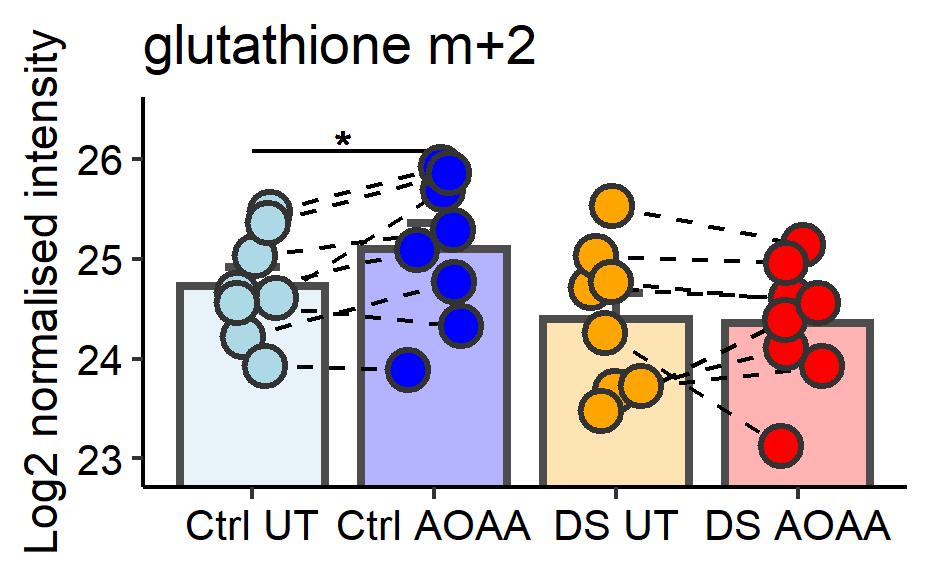 glutathione m+2
Log2 normalised intensity
*
26
25
24
23
Ctrl UT Ctrl AOAA DS UT DS AOAA